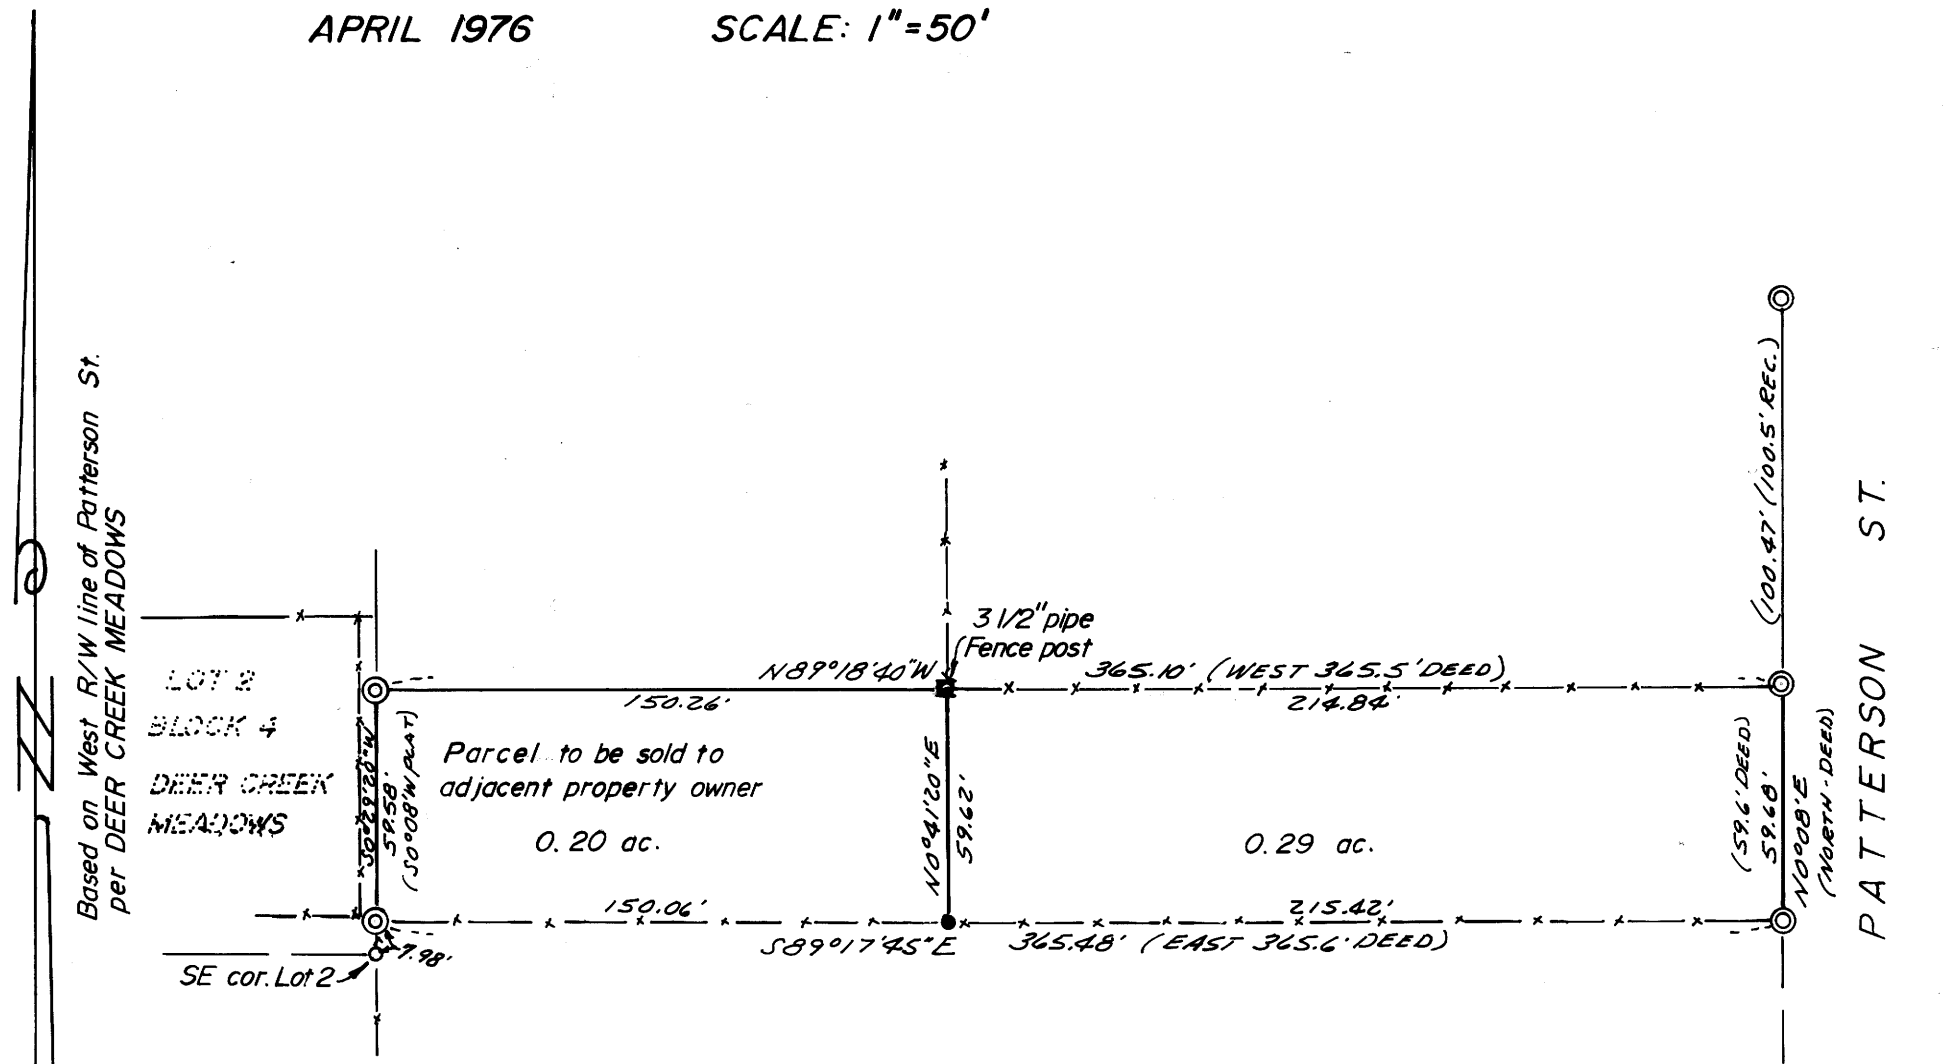 APRIL 1976
SCALE: 1"=50'
Based on West R/W line of Patterson St.
per DEER CREEK MEADOWS
N
LOT 2
BLOCK 4
DEER CREEK
MEADOWS
S0°29'20"W
59.58'
(S0°08'W PLAT)
N89°18'40"W
365.10' (WEST 365.5' DEED)
150.26'
214.84'
3 1/2" pipe
Fence post
Parcel to be sold to
adjacent property owner
0.20 ac.
N0°41'20"E
59.62'
0.29 ac.
(100.47' (100.5' REC.)
(59.6' DEED)
59.68'
N0°08'E
(NORTH-DEED)
PATTERSON ST.
150.06'
215.42'
S89°17'45"E
365.48' (EAST 365.6' DEED)
7.98'
SE cor. Lot 2